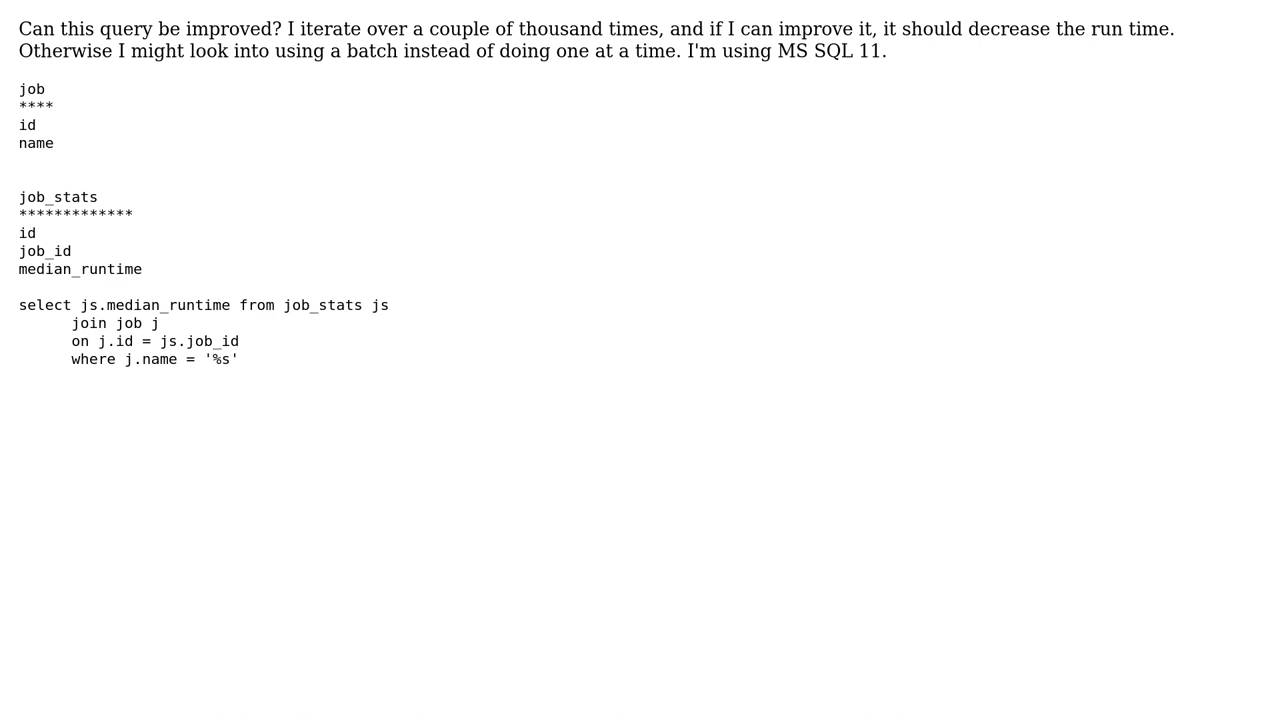 Can this query be improved? I iterate over a couple of thousand times, and if I can improve it, it should decrease the run time.
Otherwise I might look into using a batch instead of doing one at a time. I'm using MS SQL 11.
job
****
id
name
job_stats
*************
id
job_id
median_runtime
select js.median_runtime from job_stats js
join job j
on j.id = js.job_id
where j.name = '%s'